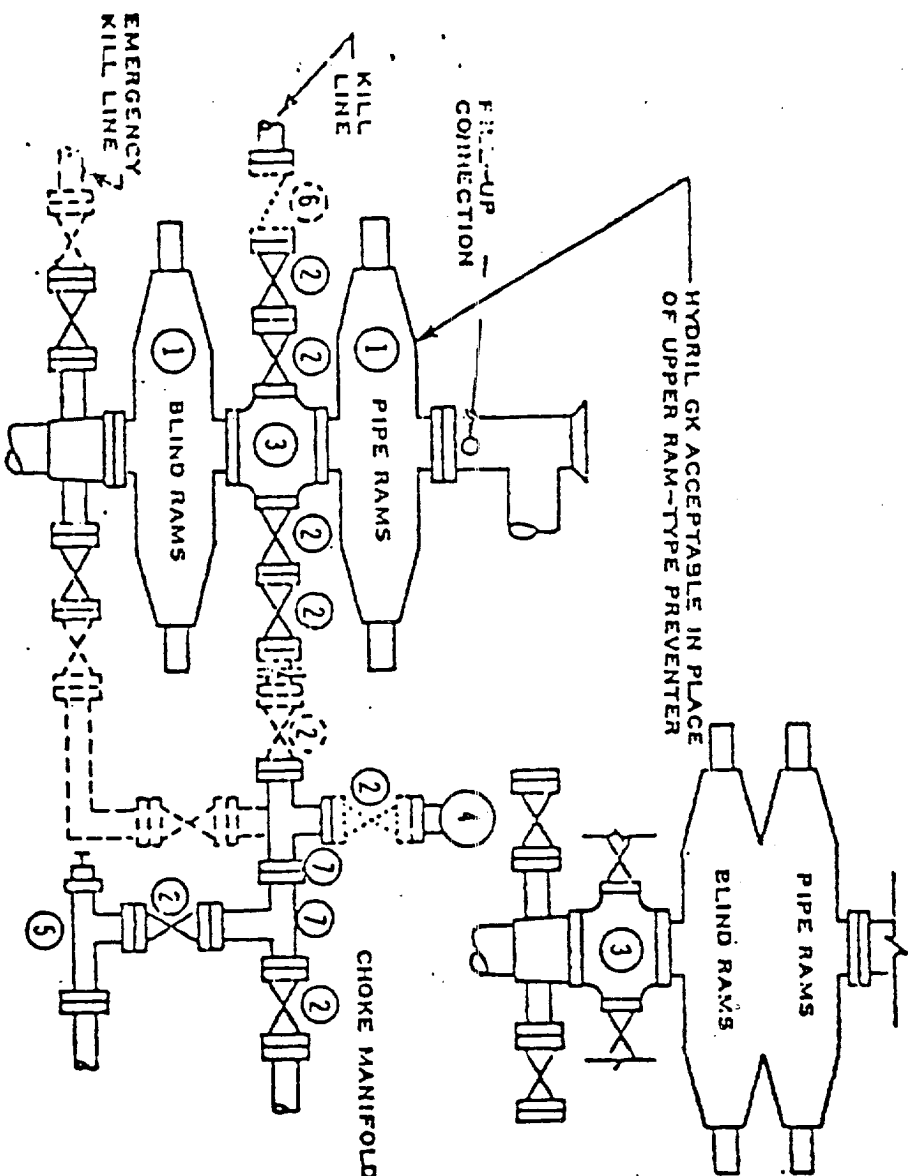 HYDRIL GK ACCEPTABLE IN PLACE
OF UPPER RAM-TYPE PREVENTER
CONNECTION
KILL
LINE
EMERGENCY
KILL LINE
1
PIPE RAMS
6
2
2
3
2
2
2
2
4
1
BLIND RAMS
7
7
2
2
5
CHOKE MANIFOLD
PIPE RAMS
BLIND RAMS
3